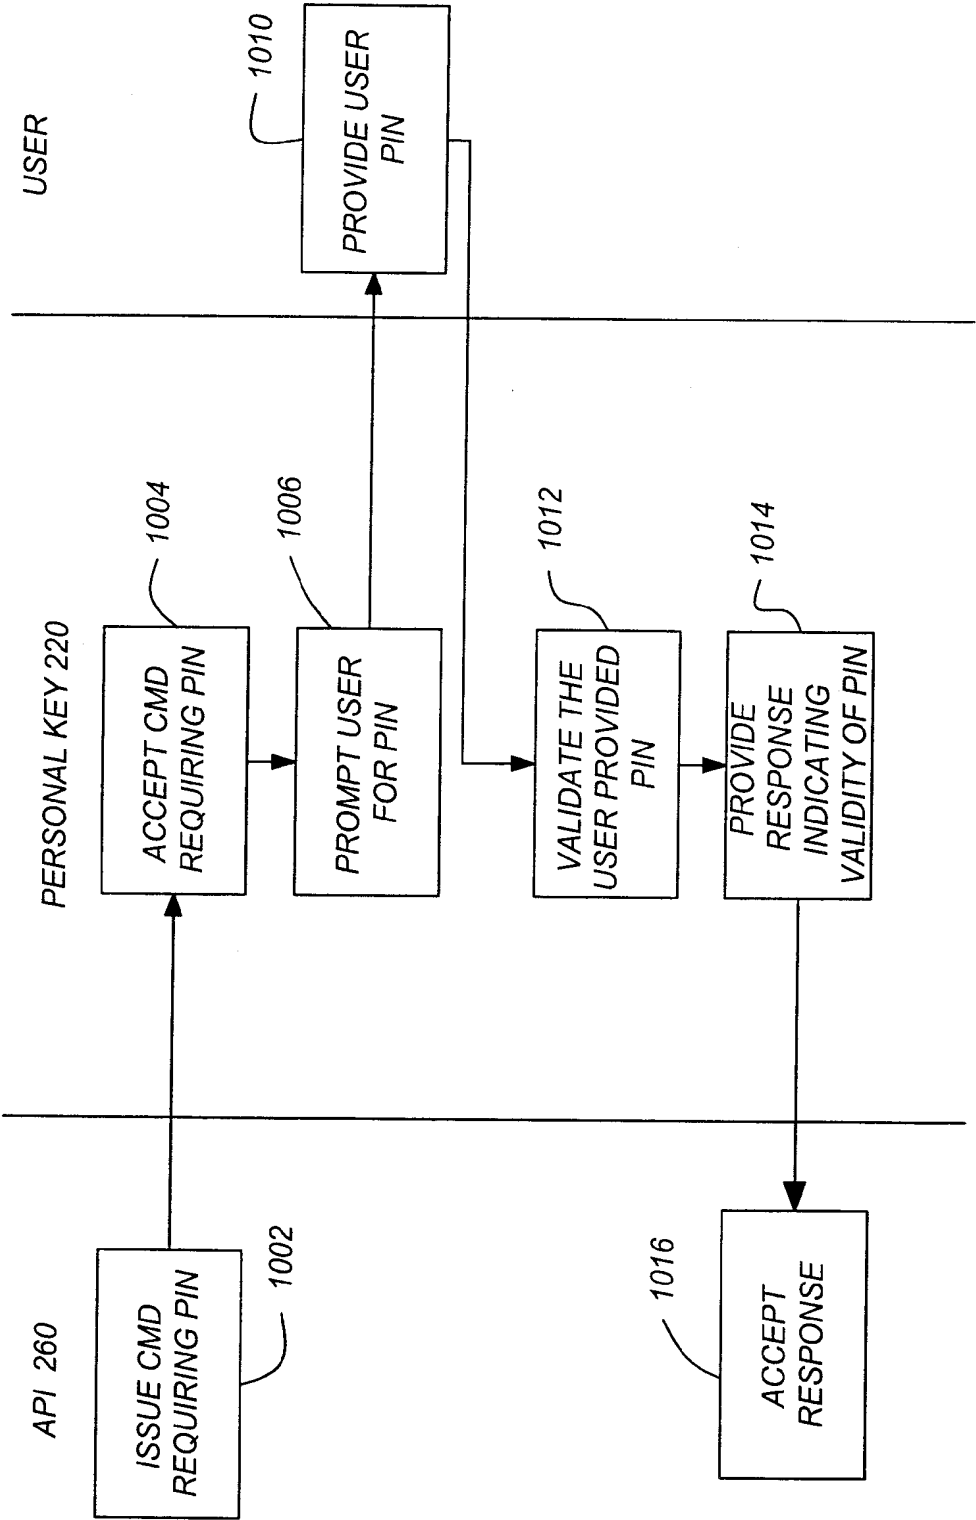 API 260
PERSONAL KEY 220
USER
ISSUE CMD
REQUIRING PIN
1002
ACCEPT CMD
REQUIRING PIN
1004
PROMPT USER
FOR PIN
1006
PROVIDE USER
PIN
1010
VALIDATE THE
USER PROVIDED
PIN
1012
PROVIDE
RESPONSE
INDICATING
VALIDITY OF PIN
1014
ACCEPT
RESPONSE
1016